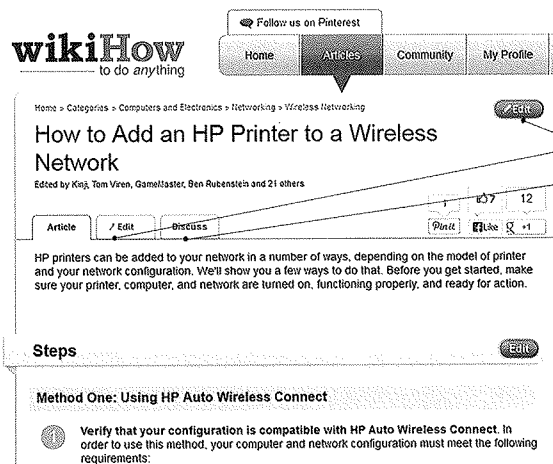 Follow us on Pinterest
wikiHow
to do anything
Home
Articles
Community
My Profile
Home > Categories > Computers and Electronics > Networking > Wireless Networking
Edit
How to Add an HP Printer to a Wireless
Network
Edited by Kinji, Tom Viren, GameMaster, Ben Rubenstein and 21 others
7
12
Article
Edit
Discuss
Pin it
Like
+1
HP printers can be added to your network in a number of ways, depending on the model of printer
and your network configuration. We'll show you a few ways to do that. Before you get started, make
sure your printer, computer, and network are turned on, functioning properly, and ready for action.
Steps
Edit
Method One: Using HP Auto Wireless Connect
1
Verify that your configuration is compatible with HP Auto Wireless Connect. In
order to use this method, your computer and network configuration must meet the following
requirements: